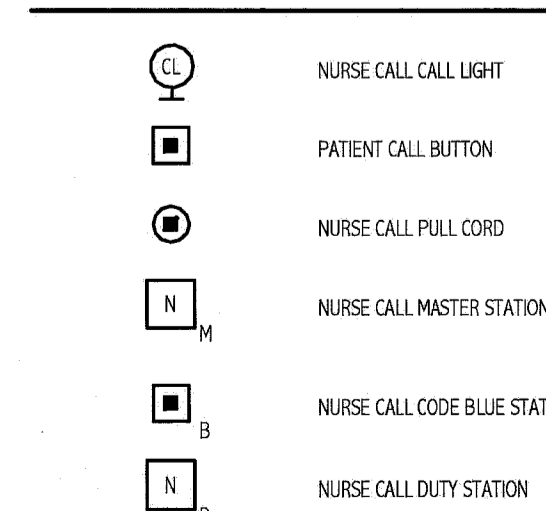 CL NURSE CALL CALL LIGHT
PATIENT CALL BUTTON
NURSE CALL PULL CORD
N M NURSE CALL MASTER STATION
B NURSE CALL CODE BLUE STAT
N NURSE CALL DUTY STATION